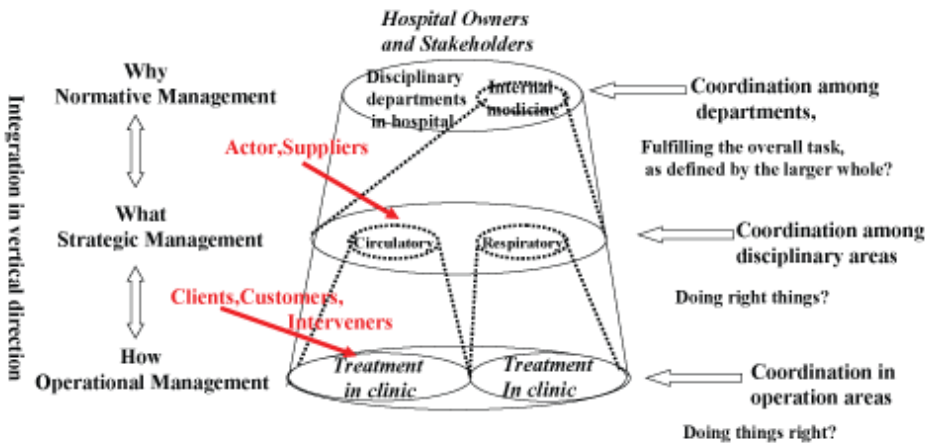 Hospital Owners
and Stakeholders
Why
Normative Management
Disciplinary
departments
in hospital
Internal
medicine
Coordination among
departments,
Fulfilling the overall task,
as defined by the larger whole?
Actor,Suppliers
Integration in vertical direction
What
Strategic Management
Circulatory
Respiratory
Coordination among
disciplinary areas
Doing right things?
Clients,Customers,
Interveners
How
Operational Management
Treatment
in clinic
Treatment
In clinic
Coordination in
operation areas
Doing things right?